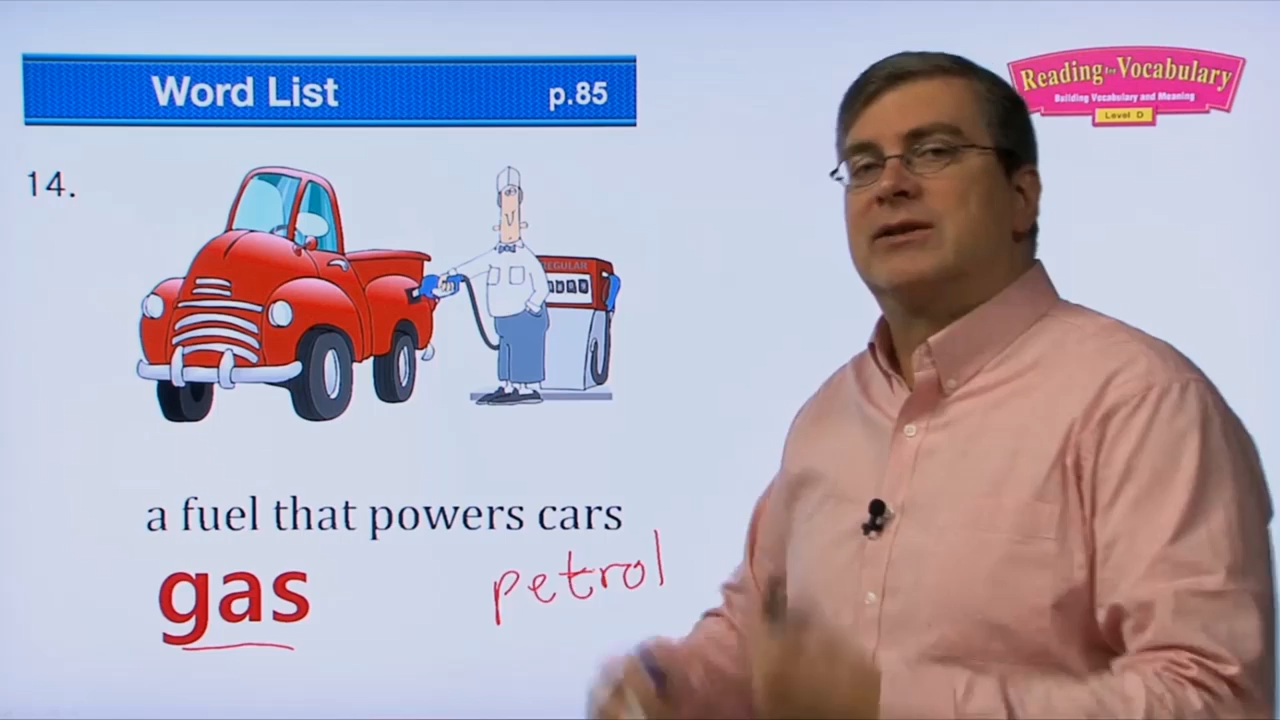 Word List p.85
Reading for Vocabulary
Building Vocabulary and Meaning
Level D
14.
REGULAR
a fuel that powers cars
gas
petrol